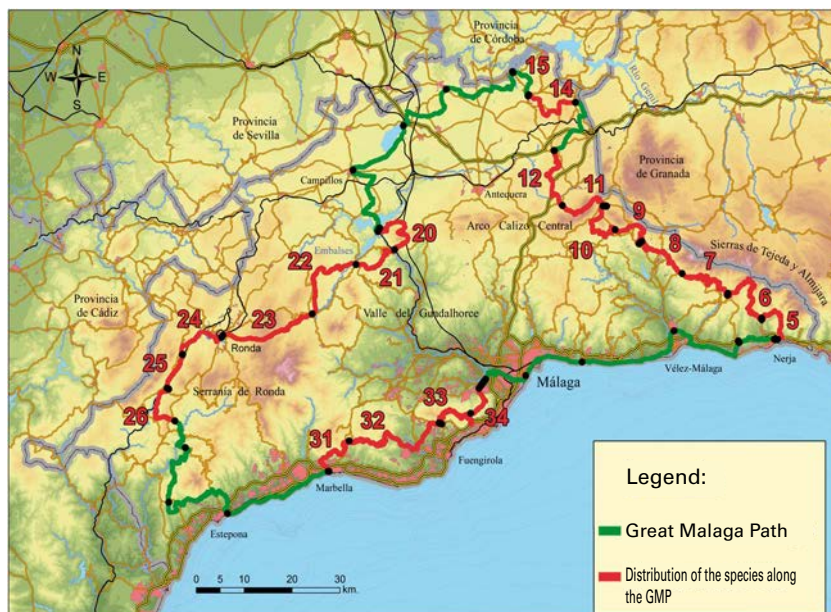 Provincia
de Córdoba
N
W E
S
Río Genil
15
14
Provincia
de Sevilla
Provincia
de Granada
Campillos
12
Antequera
11
9
Arco Calizo Central
10
20
Embalses
21
22
8
7
Sierras de Tejeda y Almijara
6
5
Provincia
de Cádiz
Valle del Guadalhorce
24
23
Ronda
Nerja
25
Málaga
Vélez-Málaga
Serranía de Ronda
26
33
34
32
31
Fuengirola
Marbella
Estepona
0 5 10 20 30
km.
Legend:
Great Malaga Path
Distribution of the species along
the GMP